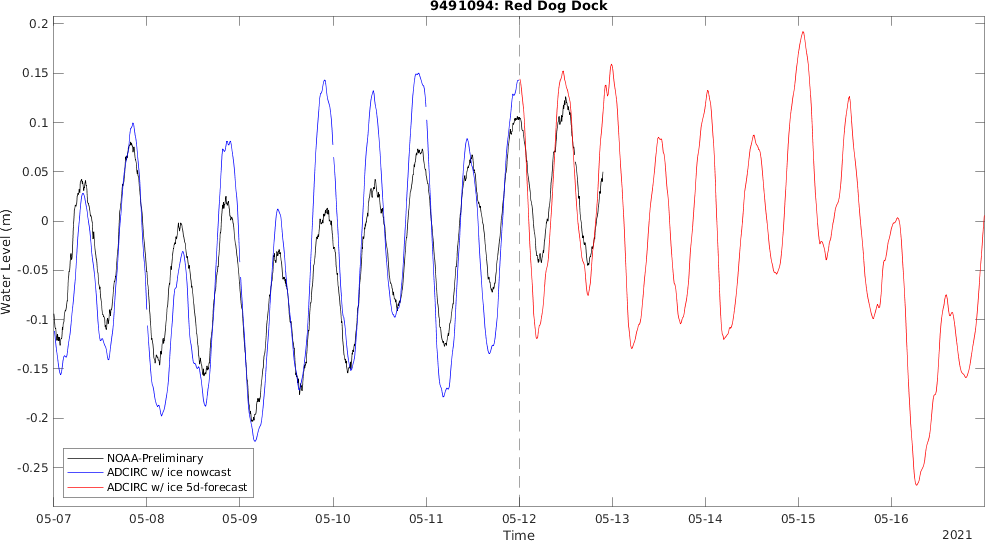 9491094: Red Dog Dock
0.2
0.15
0.1
0.05
0
-0.05
-0.1
-0.15
-0.2
-0.25
Water Level (m)
NOAA-Preliminary
ADCIRC w/ ice nowcast
ADCIRC w/ ice 5d-forecast
05-07 05-08 05-09 05-10 05-11 05-12 05-13 05-14 05-15 05-16
Time
2021